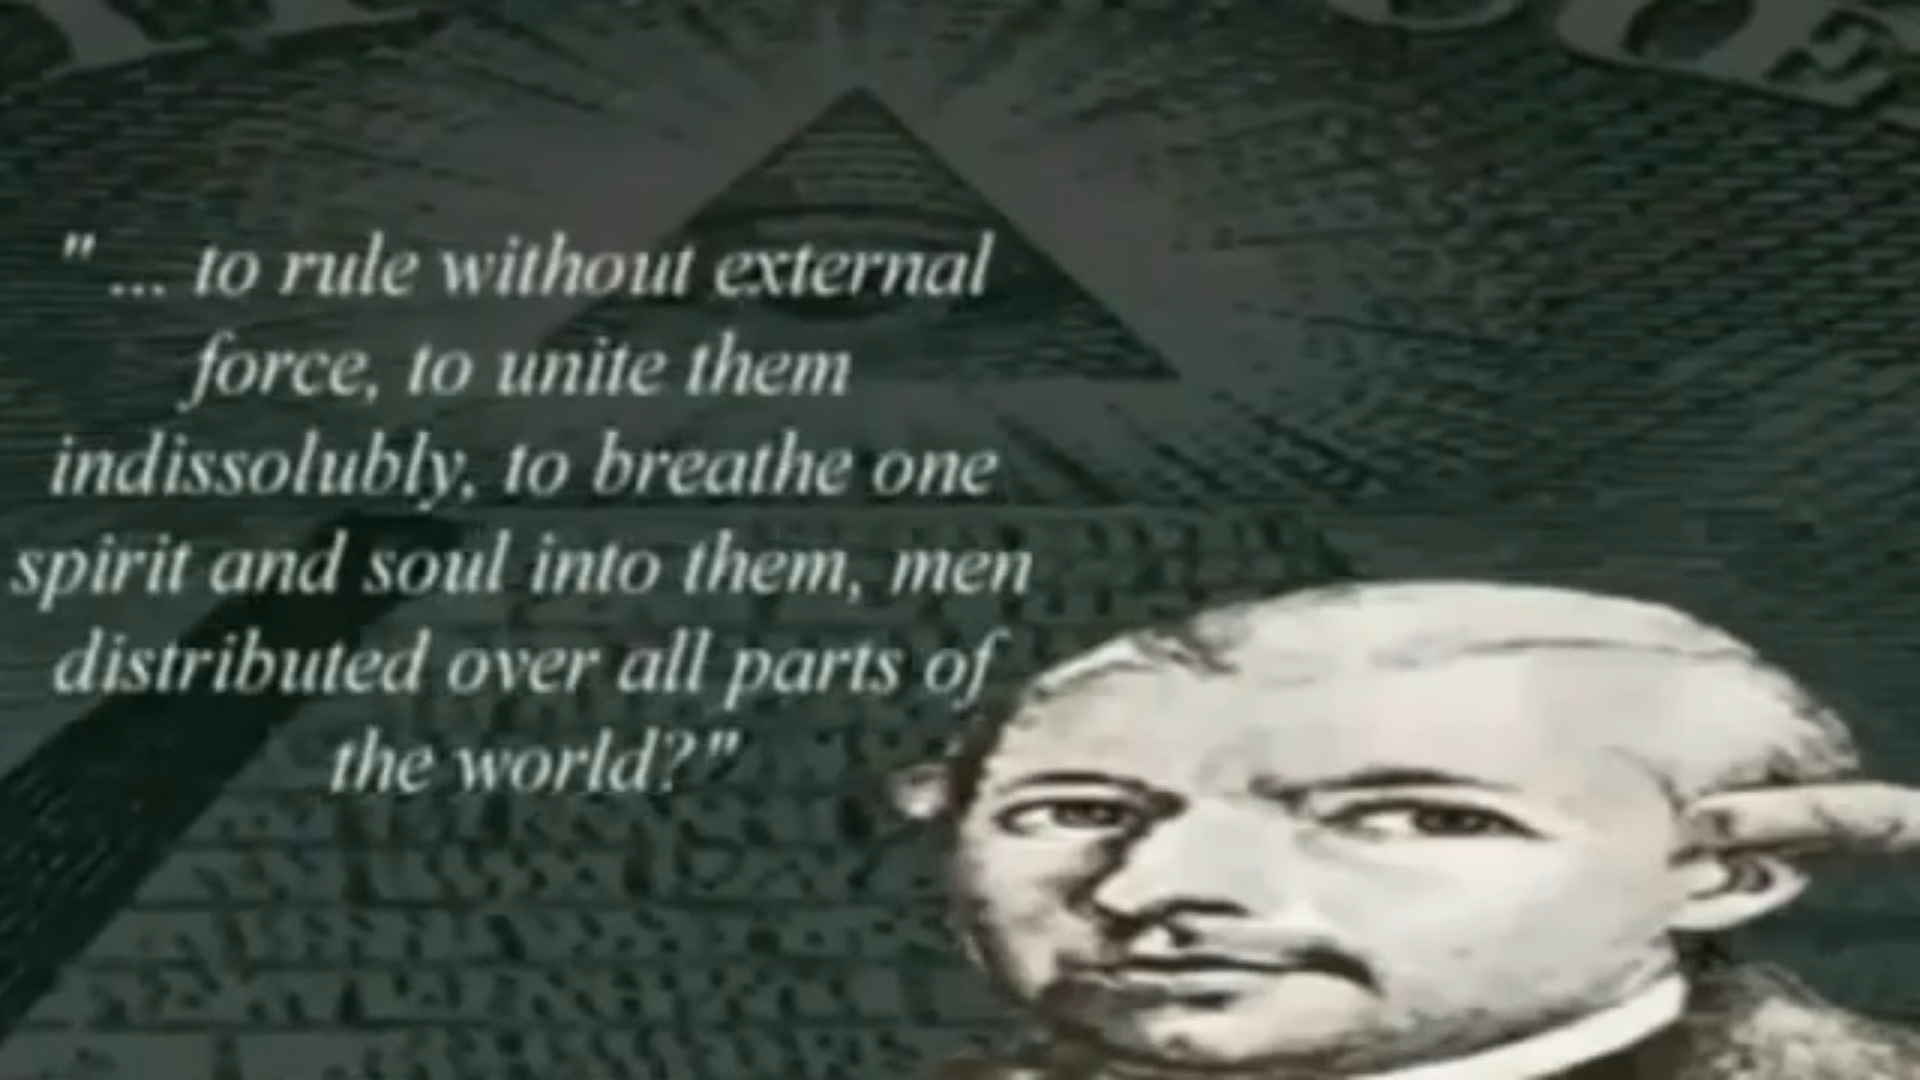 " ... to rule without external
force, to unite them
indissolubly, to breathe one
spirit and soul into them, men
distributed over all parts of
the world?"